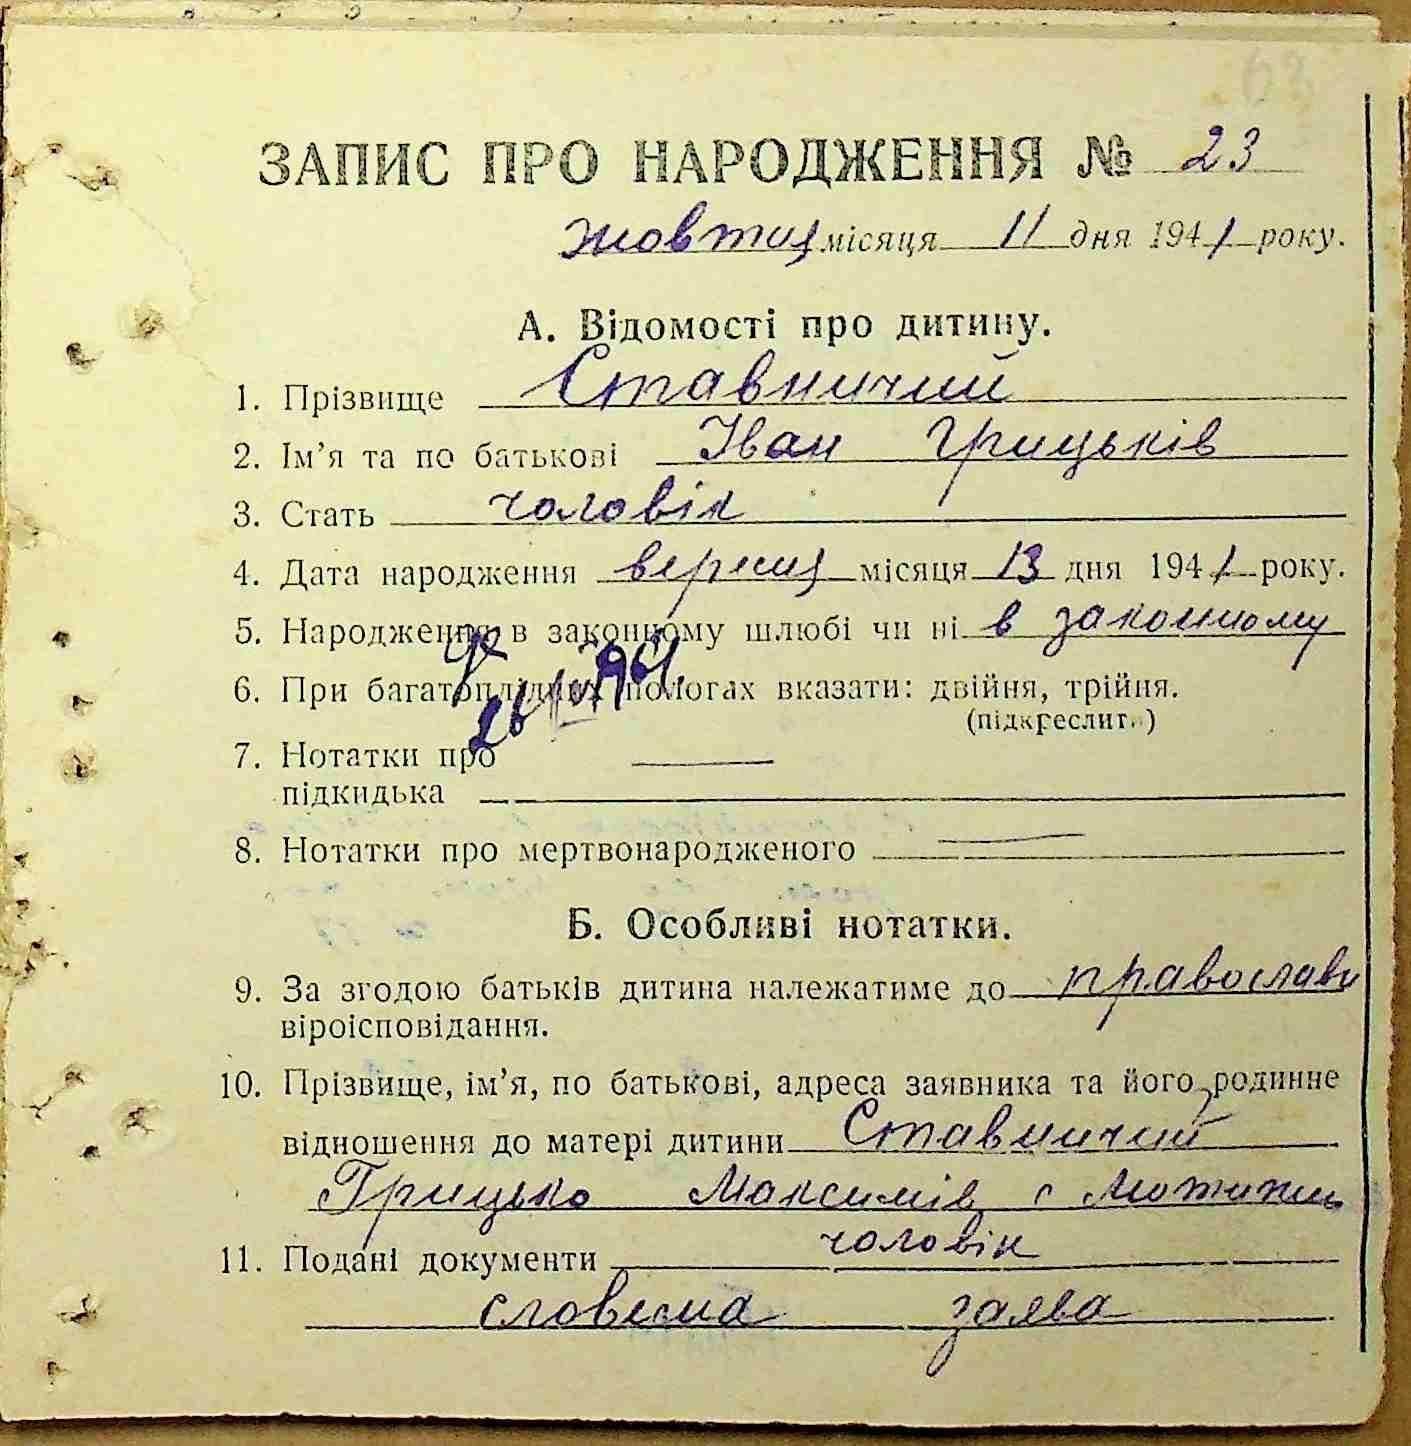 68
ЗАПИС ПРО НАРОДЖЕННЯ № 23
жовтня місяця 11 дня 1941 року.
А. Відомості про дитину.
1. Прізвище Ставничий
2. Ім’я та по батькові Іван Грицьків
3. Стать чоловік
4. Дата народження вересня місяця 13 дня 1941 року.
5. Народження в законному шлюбі чи ні в законному
6. При багатоплідних пологах вказати: двійня, трійня.
(підкреслити)
7. Нотатки про
підкидька
8. Нотатки про мертвонародженого
Б. Особливі нотатки.
9. За згодою батьків дитина належатиме до православн
віроісповідання.
10. Прізвище, ім’я, по батькові, адреса заявника та його родинне
відношення до матері дитини Ставничий
Грицько Максимів с
чоловік
11. Подані документи
словесна заява